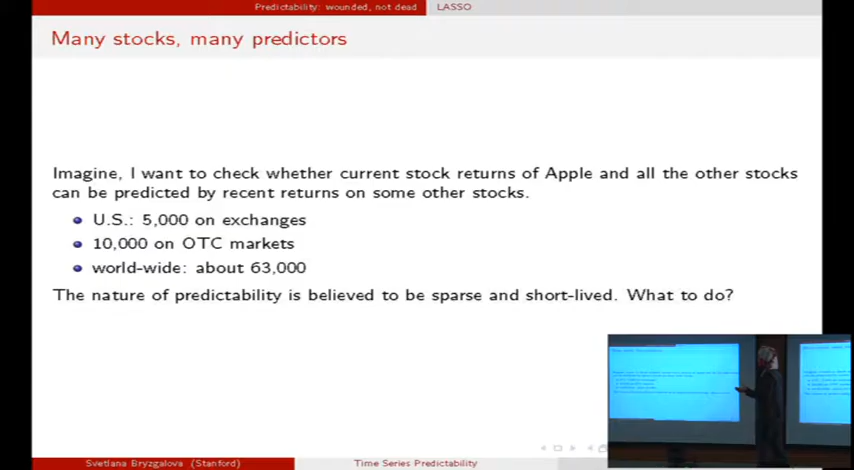 Predictability: wounded, not dead LASSO
Many stocks, many predictors
Imagine, I want to check whether current stock returns of Apple and all the other stocks
can be predicted by recent returns on some other stocks.
U.S.: 5,000 on exchanges
10,000 on OTC markets
world-wide: about 63,000
The nature of predictability is believed to be sparse and short-lived. What to do?
Svetlana Bryzgalova (Stanford) Time Series Predictability